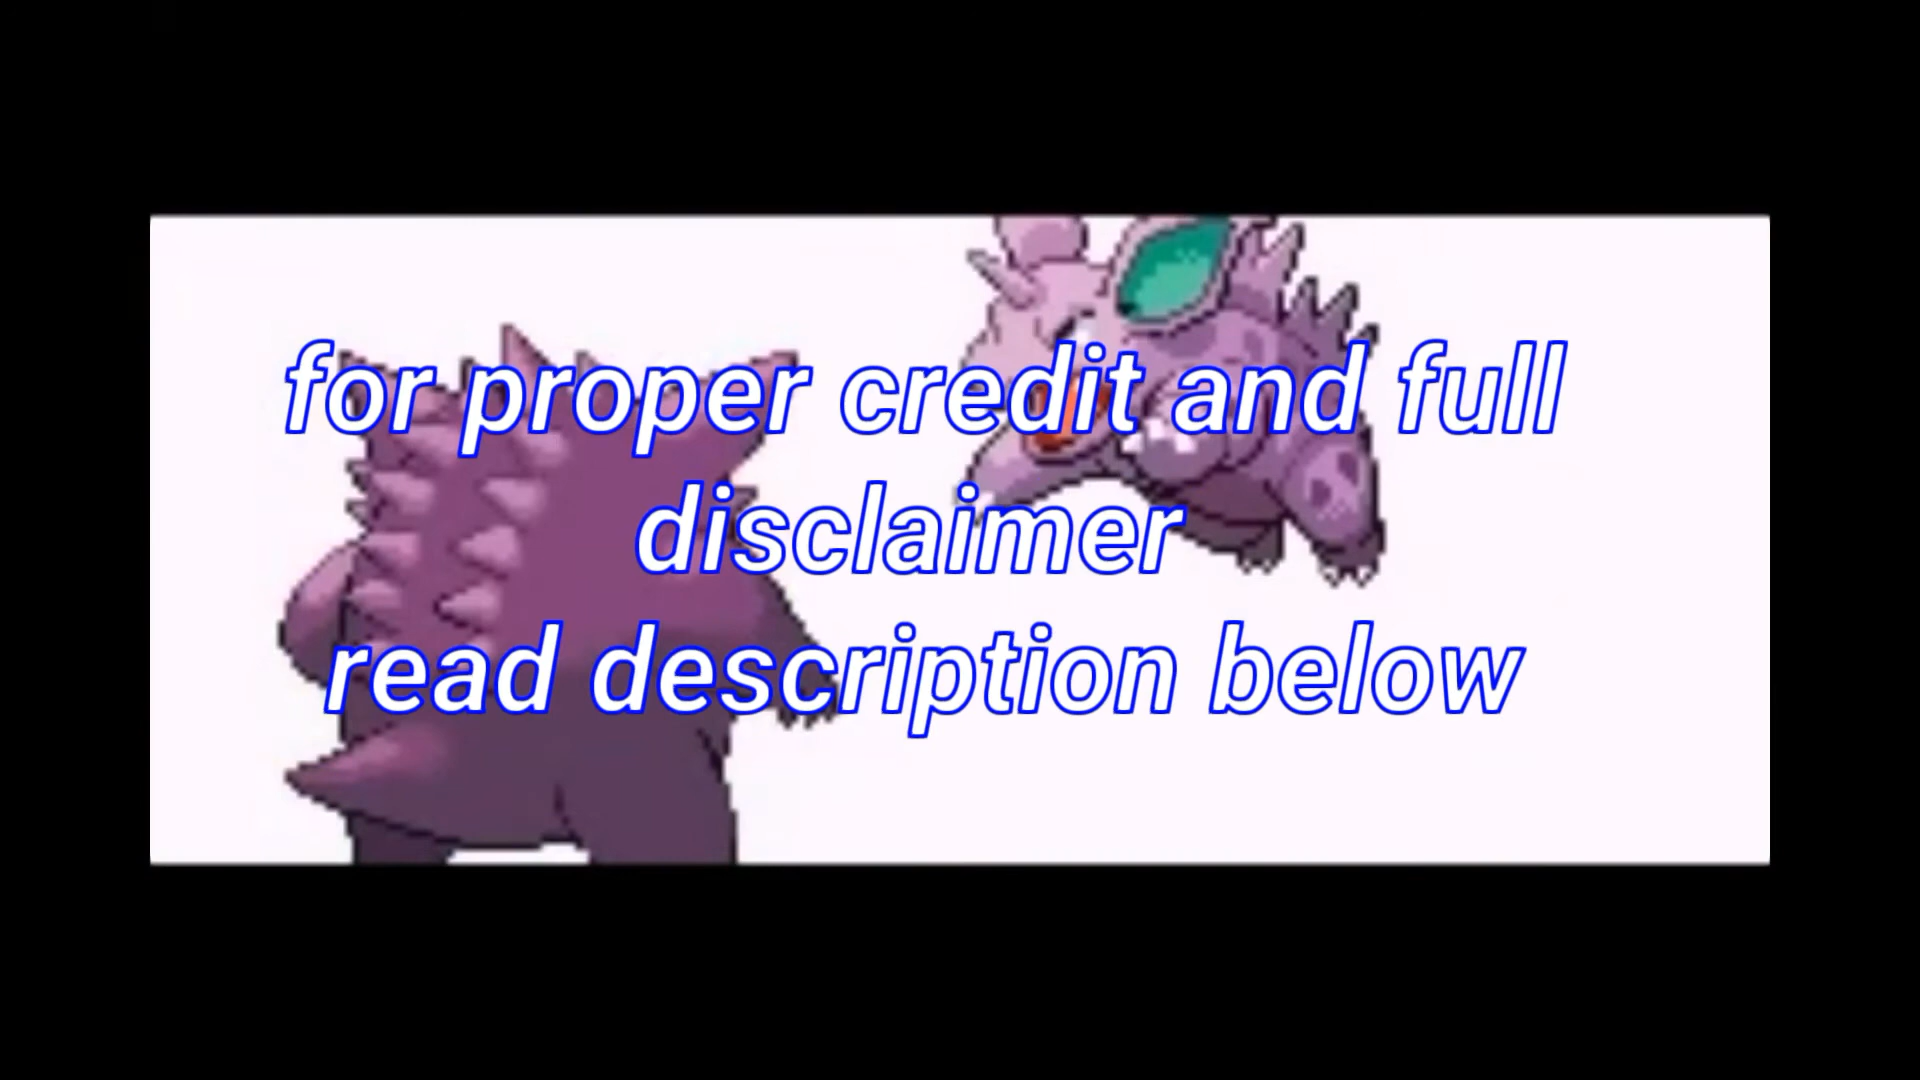 for proper credit and full
disclaimer
read description below